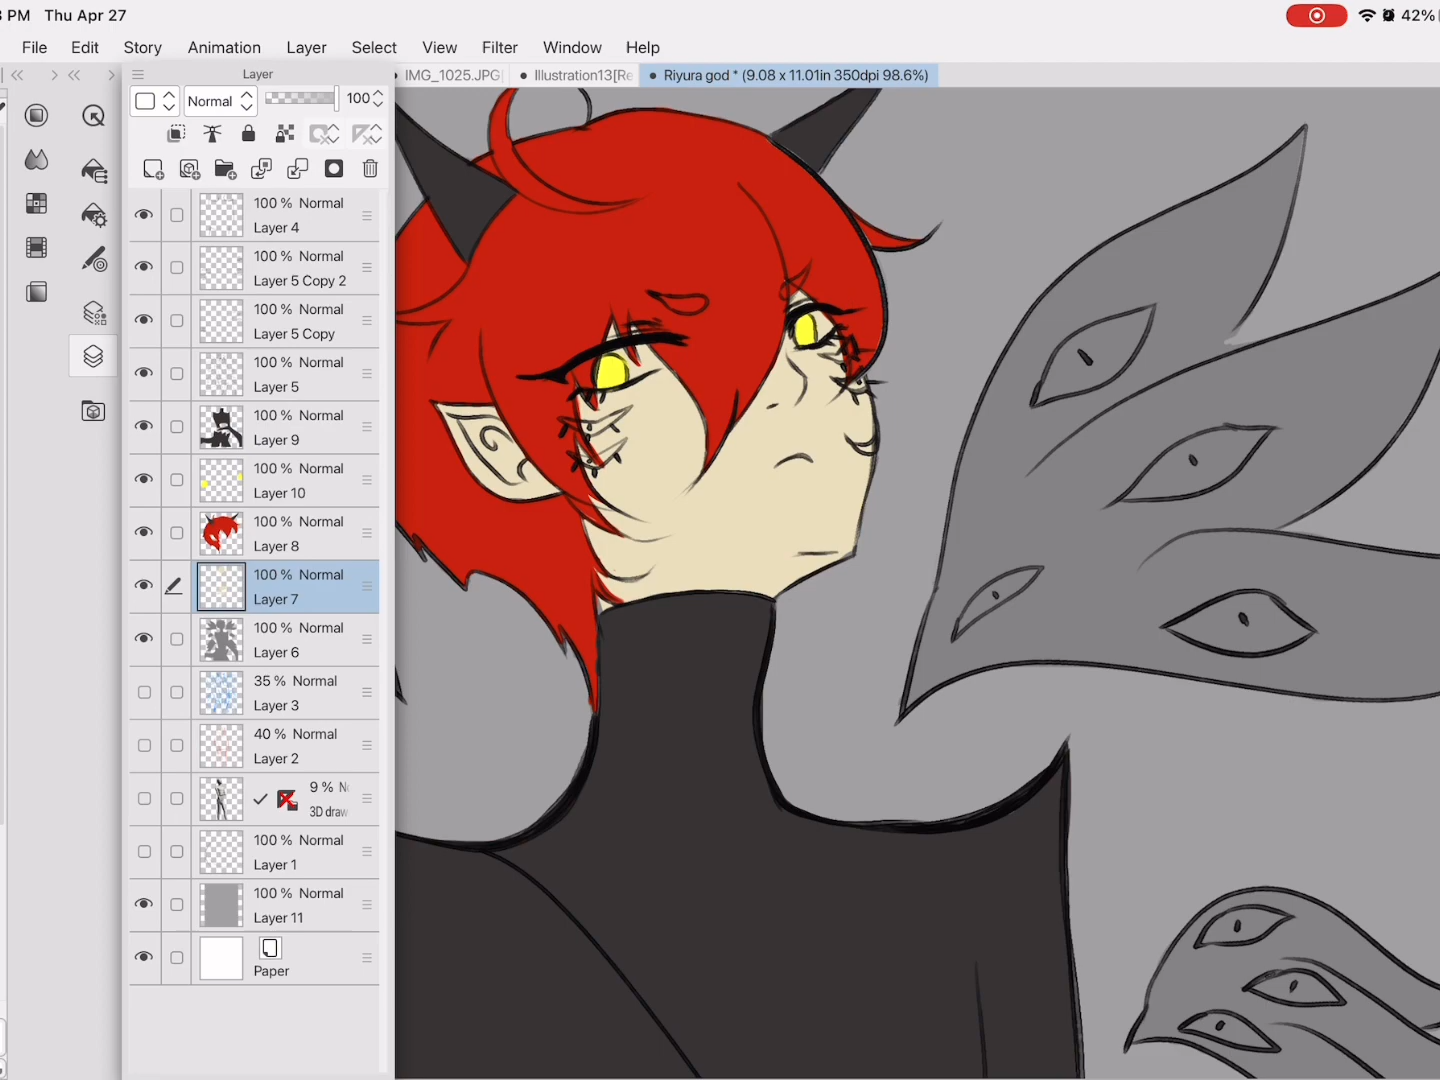 PM Thu Apr 27
42%
File Edit Story Animation Layer Select View Filter Window Help
Layer
IMG_1025.JPG
Illustration13[Re
Riyura god * (9.08 x 11.01in 350dpi 98.6%)
Normal 100
100 % Normal
Layer 4
100 % Normal
Layer 5 Copy 2
100 % Normal
Layer 5 Copy
100 % Normal
Layer 5
100 % Normal
Layer 9
100 % Normal
Layer 10
100 % Normal
Layer 8
100 % Normal
Layer 7
100 % Normal
Layer 6
35 % Normal
Layer 3
40 % Normal
Layer 2
9 % N
3D draw
100 % Normal
Layer 1
100 % Normal
Layer 11
Paper